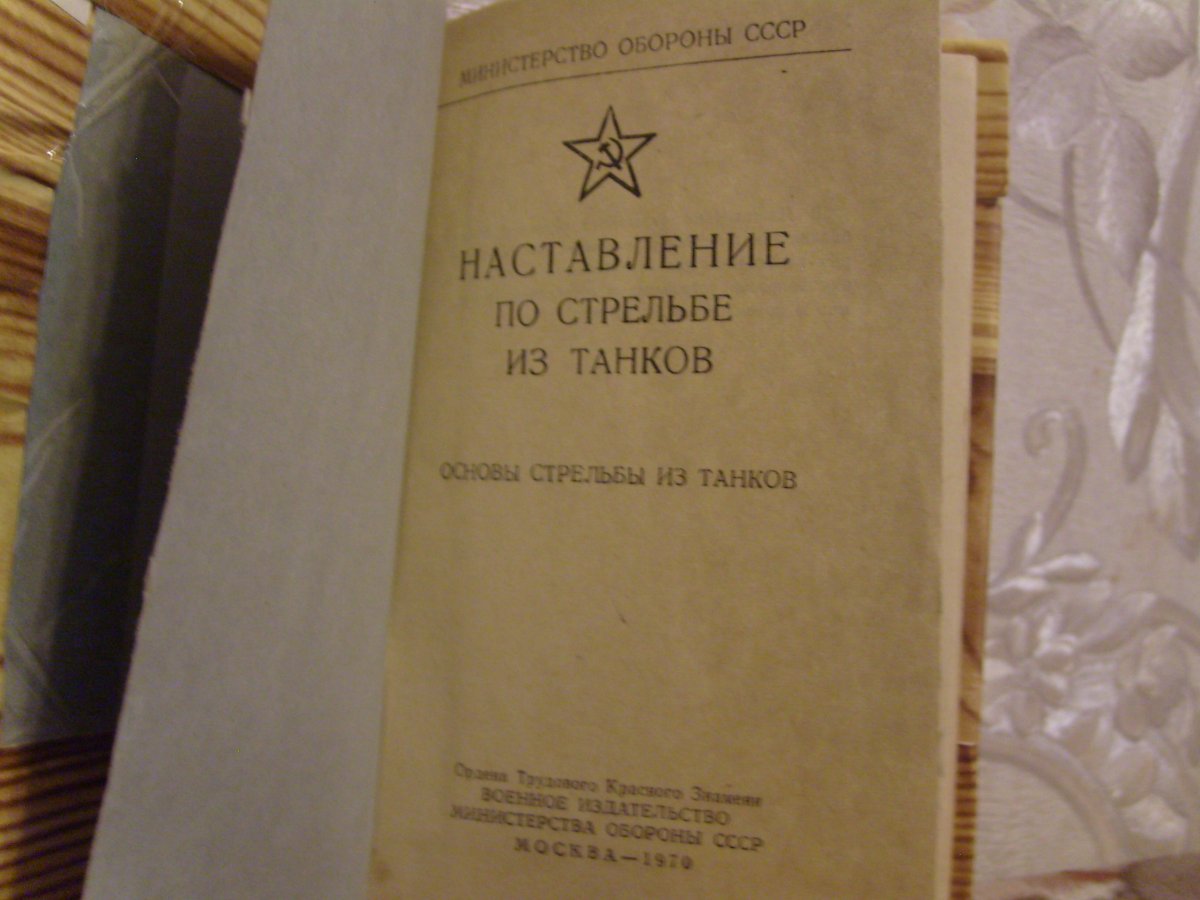 МИНИСТЕРСТВО ОБОРОНЫ СССР
НАСТАВЛЕНИЕ
ПО СТРЕЛЬБЕ
ИЗ ТАНКОВ
ОСНОВЫ СТРЕЛЬБЫ ИЗ ТАНКОВ
Ордена Трудового Красного Знамени
ВОЕННОЕ ИЗДАТЕЛЬСТВО
МИНИСТЕРСТВА ОБОРОНЫ СССР
МОСКВА—1970